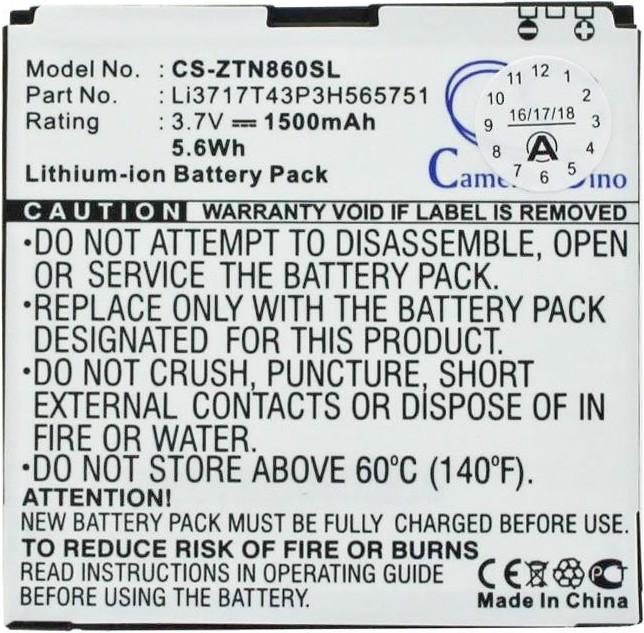 Model No. : CS-ZTN860SL
Part No. : Li3717T43P3H565751
Rating : 3.7V 1500mAh
5.6Wh
Lithium-ion Battery Pack
12 1 2 3 4 5 6 7 8 9 10 11
16/17/18
A
CAUTION WARRANTY VOID IF LABEL IS REMOVED
•DO NOT ATTEMPT TO DISASSEMBLE, OPEN
OR SERVICE THE BATTERY PACK.
•REPLACE ONLY WITH THE BATTERY PACK
DESIGNATED FOR THIS PRODUCT.
•DO NOT CRUSH, PUNCTURE, SHORT
EXTERNAL CONTACTS OR DISPOSE OF IN
FIRE OR WATER.
•DO NOT STORE ABOVE 60°C (140°F).
ATTENTION!
NEW BATTERY PACK MUST BE FULLY CHARGED BEFORE USE.
TO REDUCE RISK OF FIRE OR BURNS
READ INSTRUCTIONS SUPPLIED BEFORE
USING THE BATTERY.
CE PCT
Made In China